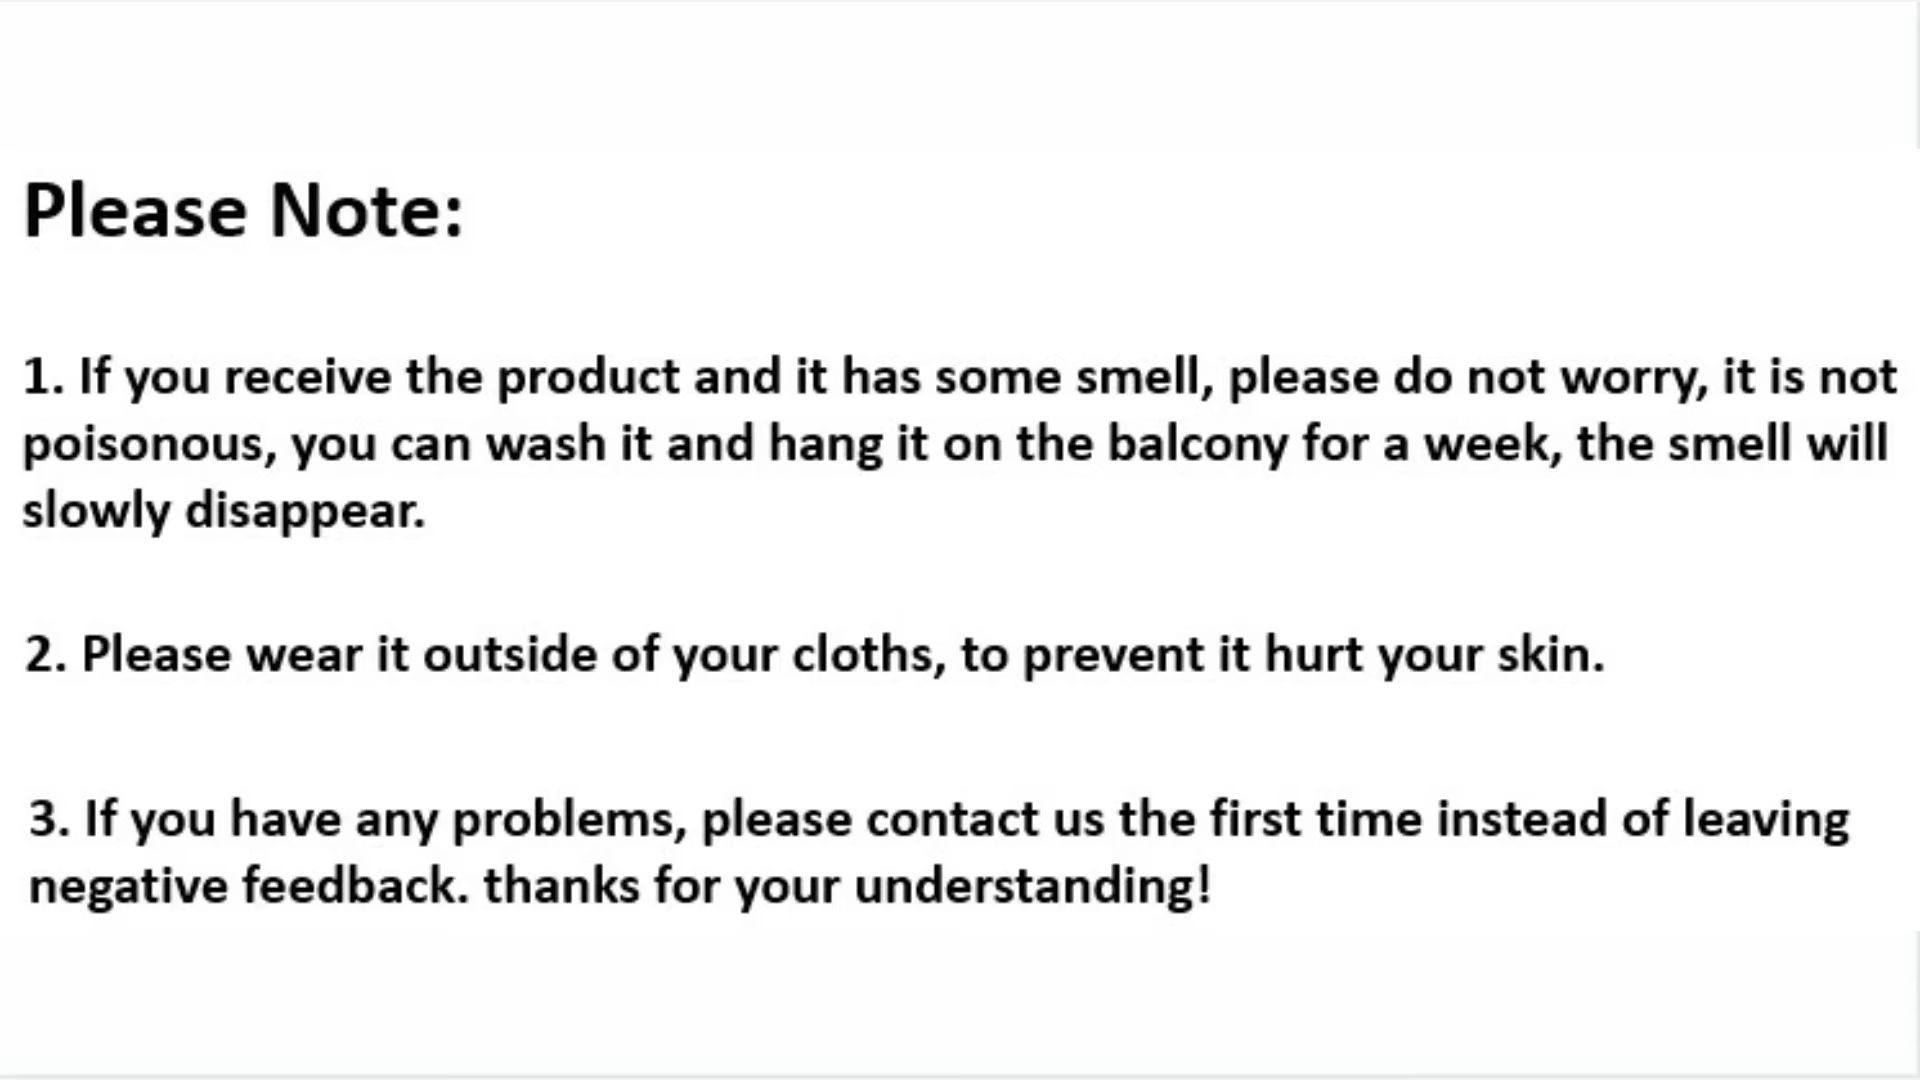 Please Note:
1. If you receive the product and it has some smell, please do not worry, it is not
poisonous, you can wash it and hang it on the balcony for a week, the smell will
slowly disappear.
2. Please wear it outside of your cloths, to prevent it hurt your skin.
3. If you have any problems, please contact us the first time instead of leaving
negative feedback. thanks for your understanding!